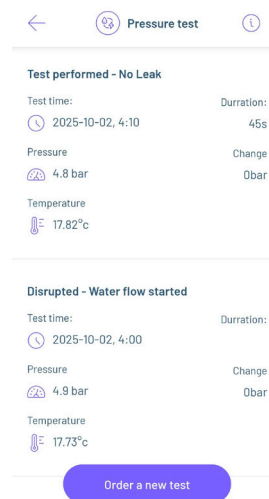 Pressure test
Test performed - No Leak
Test time: Durration:
2025-10-02, 4:10 45s
Pressure Change
4.8 bar 0bar
Temperature
17.82°c
Disrupted - Water flow started
Test time: Durration:
2025-10-02, 4:00
Pressure Change
4.9 bar 0bar
Temperature
17.73°c
Order a new test